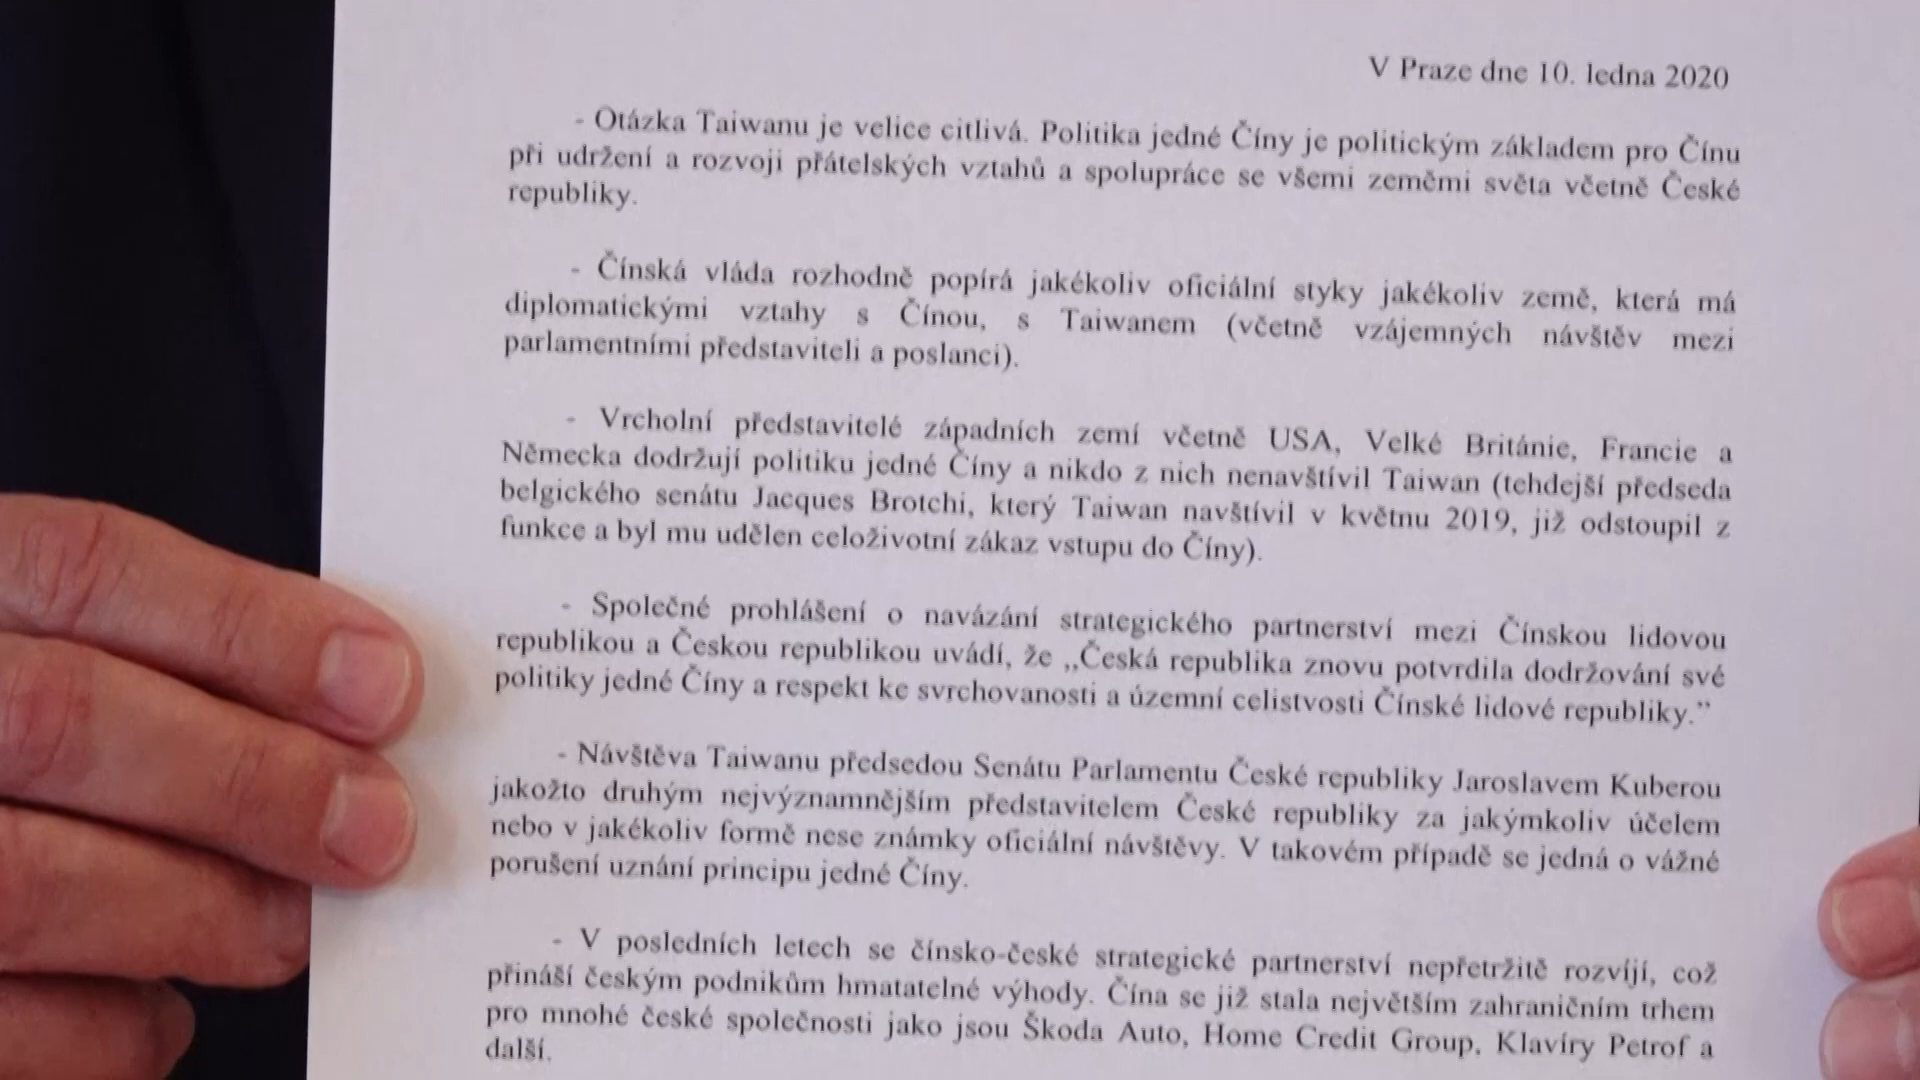 V Praze dne 10. ledna 2020
- Otázka Taiwanu je velice citlivá. Politika jedné Číny je politickým základem pro Čínu
při udržení a rozvoji přátelských vztahů a spolupráce se všemi zeměmi světa včetně České
republiky.
- Čínská vláda rozhodně popírá jakékoliv oficiální styky jakékoliv země, která má
diplomatickými vztahy s Čínou, s Taiwanem (včetně vzájemných návštěv mezi
parlamentními představiteli a poslanci).
- Vrcholní představitelé západních zemí včetně USA, Velké Británie, Francie a
Německa dodržují politiku jedné Číny a nikdo z nich nenavštívil Taiwan (tehdejší předseda
belgického senátu Jacques Brotchi, který Taiwan navštívil v květnu 2019, již odstoupil z
funkce a byl mu udělen celoživotní zákaz vstupu do Číny).
- Společné prohlášení o navázání strategického partnerství mezi Čínskou lidovou
republikou a Českou republikou uvádí, že ,,Česká republika znovu potvrdila dodržování své
politiky jedné Číny a respekt ke svrchovanosti a územní celistvosti Čínské lidové republiky.”
- Návštěva Taiwanu předsedou Senátu Parlamentu České republiky Jaroslavem Kuberou
jakožto druhým nejvýznamnějším představitelem České republiky za jakýmkoliv účelem
nebo v jakékoliv formě nese známky oficiální návštěvy. V takovém případě se jedná o vážné
porušení uznání principu jedné Číny.
- V posledních letech se čínsko-české strategické partnerství nepřetržitě rozvíjí, což
přináší českým podnikům hmatatelné výhody. Čína se již stala největším zahraničním trhem
pro mnohé české společnosti jako jsou Škoda Auto, Home Credit Group, Klavíry Petrof a
další.